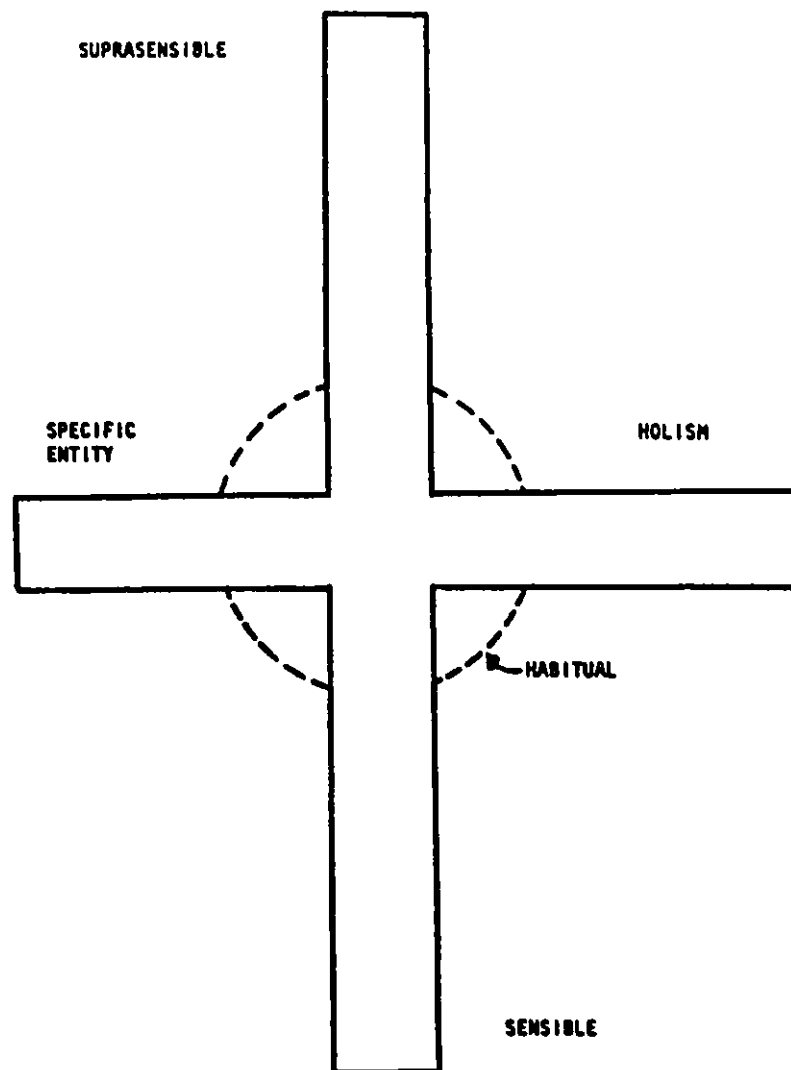 SUPRASENSIBLE
SPECIFIC
ENTITY
HOLISM
HABITUAL
SENSIBLE